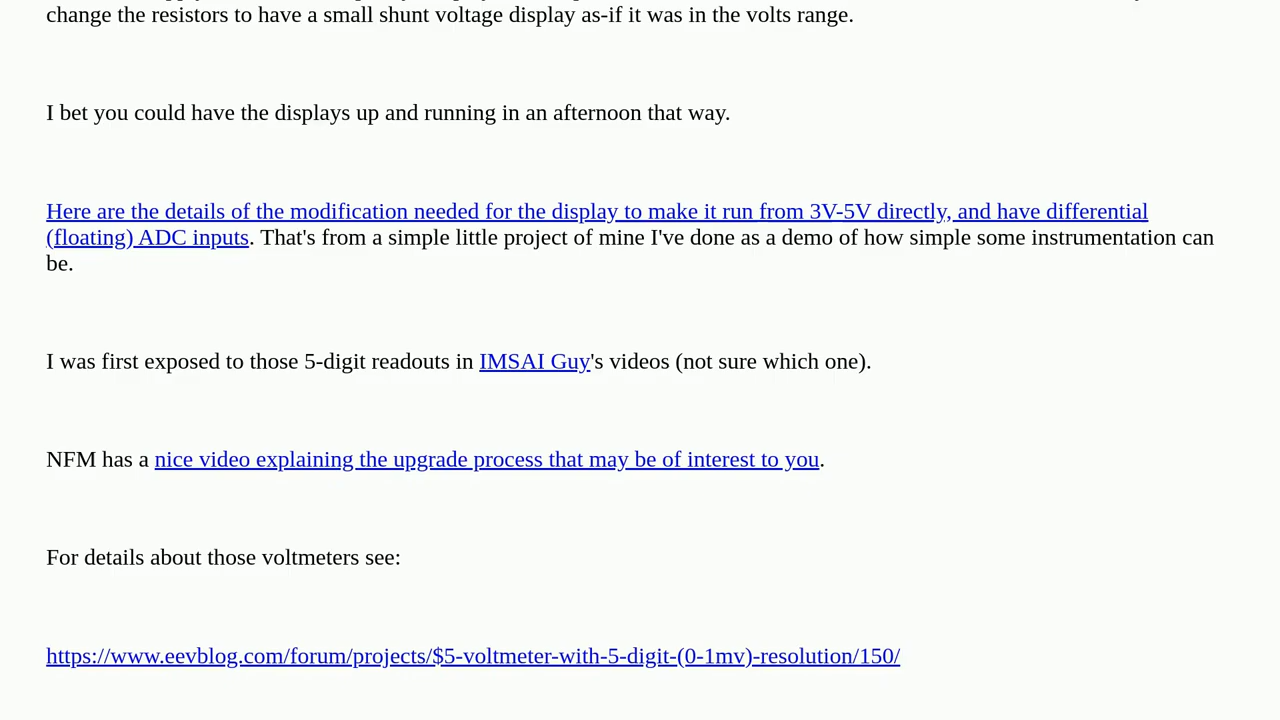 change the resistors to have a small shunt voltage display as-if it was in the volts range.
I bet you could have the displays up and running in an afternoon that way.
Here are the details of the modification needed for the display to make it run from 3V-5V directly, and have differential
(floating) ADC inputs. That's from a simple little project of mine I've done as a demo of how simple some instrumentation can
be.
I was first exposed to those 5-digit readouts in IMSAI Guy's videos (not sure which one).
NFM has a nice video explaining the upgrade process that may be of interest to you.
For details about those voltmeters see:
https://www.eevblog.com/forum/projects/$5-voltmeter-with-5-digit-(0-1mv)-resolution/150/